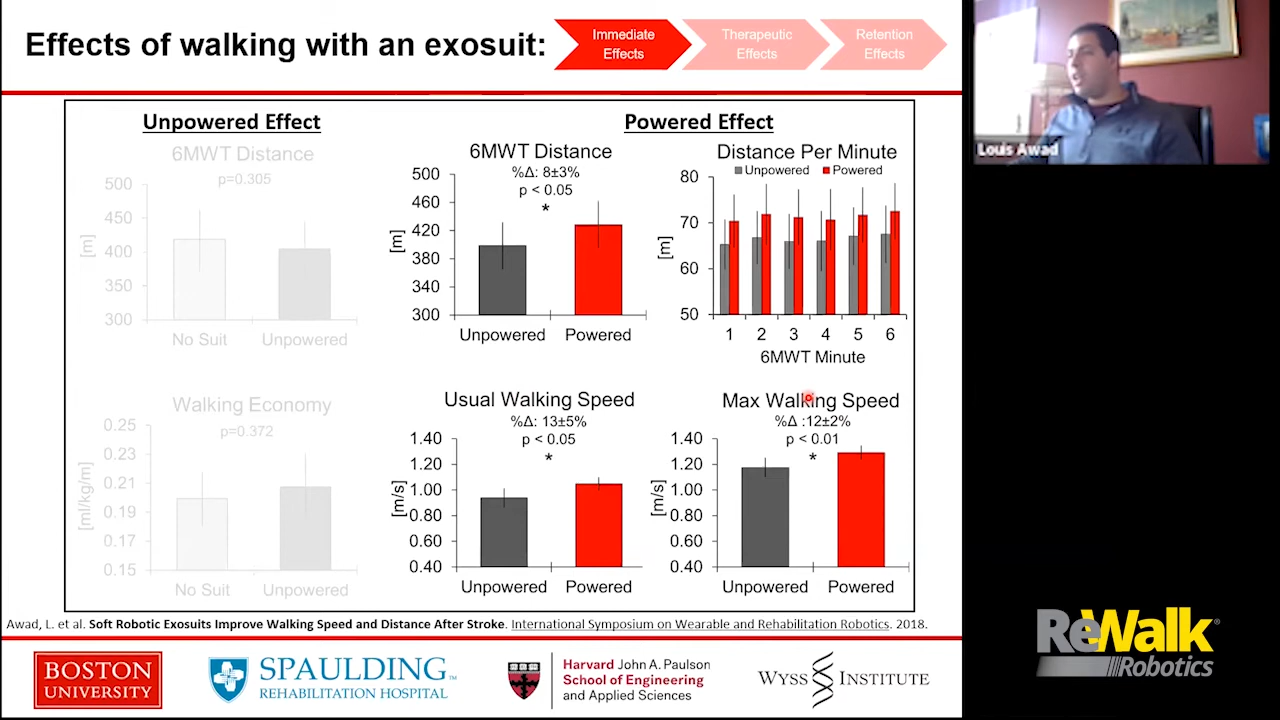 Effects of walking with an exosuit:
Immediate
Effects
Therapeutic
Effects
Retention
Effects
Louis Awad
Unpowered Effect
Powered Effect
6MWT Distance
p=0.305
500
450
400
350
300
[m]
No Suit
Unpowered
6MWT Distance
%Δ: 8±3%
p < 0.05
*
500
460
420
380
340
300
[m]
Unpowered
Powered
Distance Per Minute
Unpowered
Powered
80
70
60
50
[m]
1 2 3 4 5 6
6MWT Minute
Walking Economy
p=0.372
0.25
0.23
0.21
0.19
0.17
0.15
[ml/kg/m]
No Suit
Unpowered
Usual Walking Speed
%Δ: 13±5%
p < 0.05
*
1.40
1.20
1.00
0.80
0.60
0.40
[m/s]
Unpowered
Powered
Max Walking Speed
%Δ :12±2%
p < 0.01
*
1.40
1.20
1.00
0.80
0.60
0.40
[m/s]
Unpowered
Powered
Awad, L. et al. Soft Robotic Exosuits Improve Walking Speed and Distance After Stroke. International Symposium on Wearable and Rehabilitation Robotics. 2018.
BOSTON
UNIVERSITY
SPAULDING™
REHABILITATION HOSPITAL
Harvard John A. Paulson
School of Engineering
and Applied Sciences
WYSS INSTITUTE
ReWalk®
Robotics